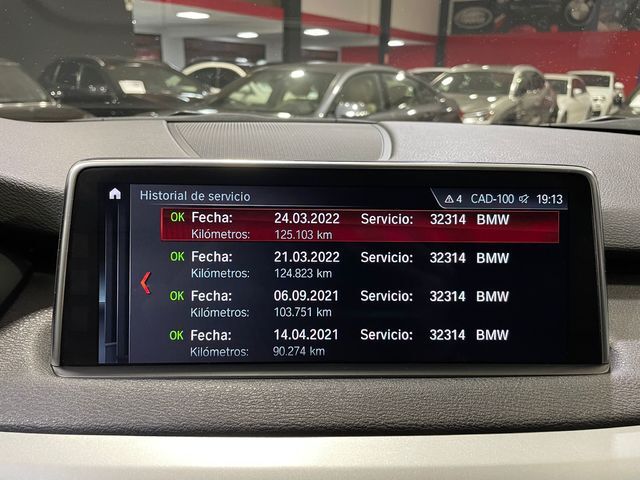 Historial de servicio 4 CAD-100 19:13
OK Fecha: 24.03.2022 Servicio: 32314 BMW
Kilómetros: 125.103 km
OK Fecha: 21.03.2022 Servicio: 32314 BMW
Kilómetros: 124.823 km
OK Fecha: 06.09.2021 Servicio: 32314 BMW
Kilómetros: 103.751 km
OK Fecha: 14.04.2021 Servicio: 32314 BMW
Kilómetros: 90.274 km